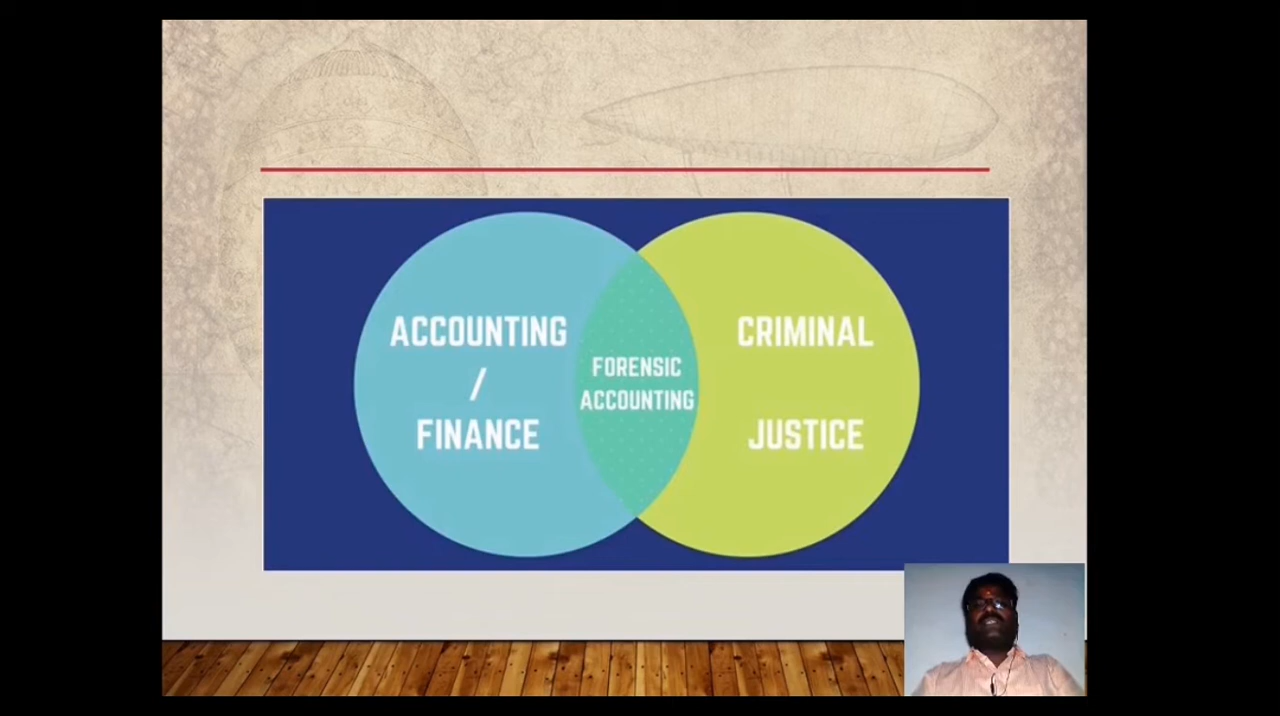 ACCOUNTING
/
FINANCE
FORENSIC
ACCOUNTING
CRIMINAL
JUSTICE